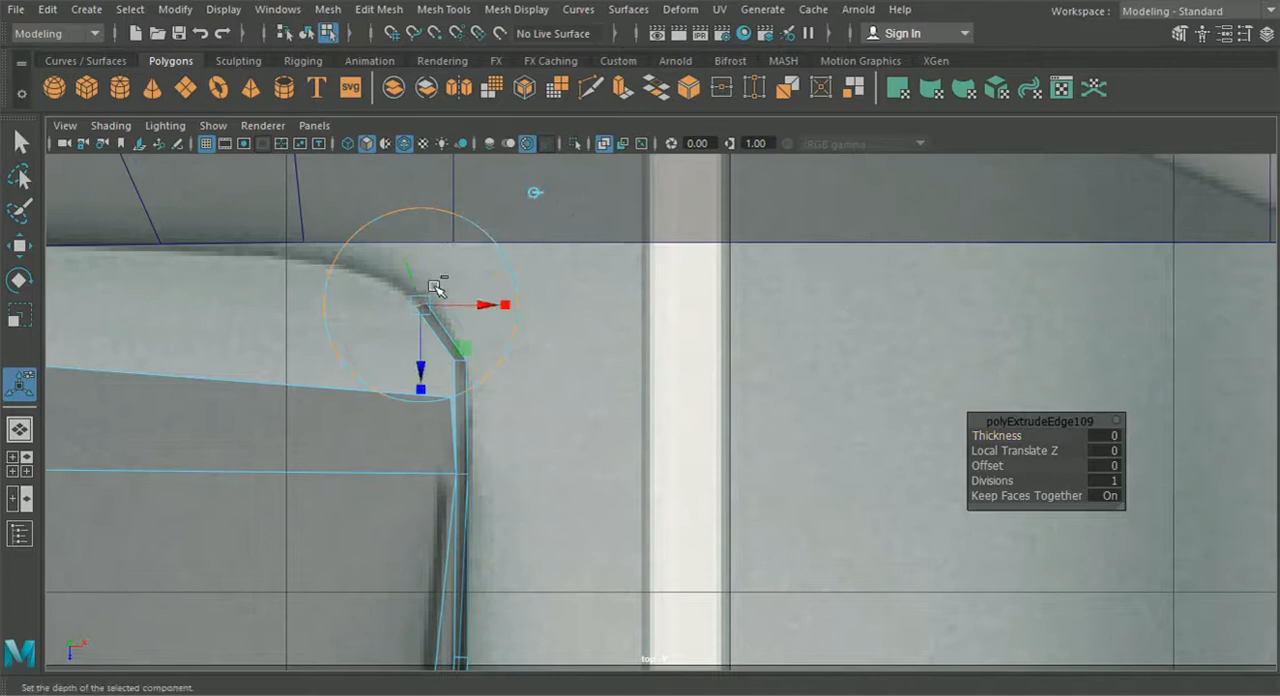 File Edit Create Select Modify Display Windows Mesh Edit Mesh Mesh Tools Mesh Display Curves Surfaces Deform UV Generate Cache Arnold Help Workspace : Modeling - Standard
Modeling No Live Surface Sign In
Curves / Surfaces Polygons Sculpting Rigging Animation Rendering FX FX Caching Custom Arnold Bifrost MASH Motion Graphics XGen
T SVG
View Shading Lighting Show Renderer Panels
0.00 1.00 sRGB gamma
polyExtrudeEdge109
Thickness 0
Local Translate Z 0
Offset 0
Divisions 1
Keep Faces Together On
top -Y
Set the depth of the selected component.